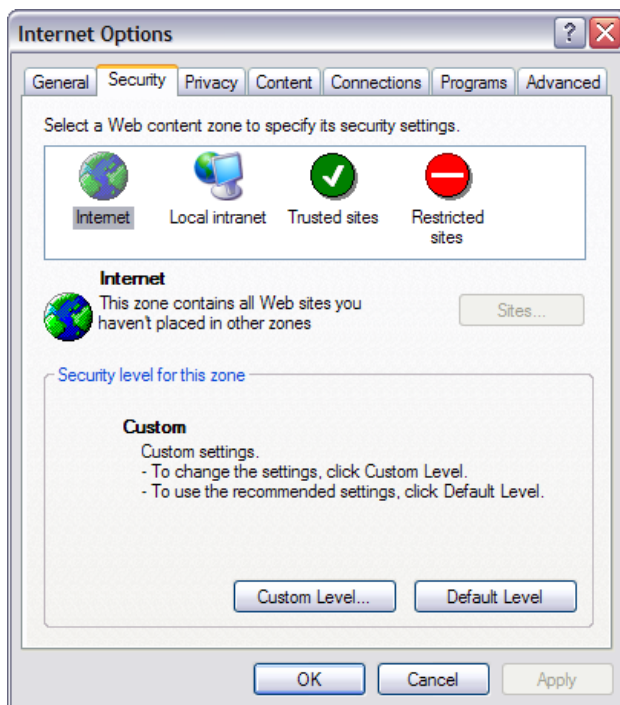 Internet Options
General Security Privacy Content Connections Programs Advanced
Select a Web content zone to specify its security settings.
Internet Local intranet Trusted sites Restricted
sites
Internet
This zone contains all Web sites you
haven't placed in other zones
Sites...
Security level for this zone
Custom
Custom settings.
- To change the settings, click Custom Level.
- To use the recommended settings, click Default Level.
Custom Level... Default Level
OK Cancel Apply